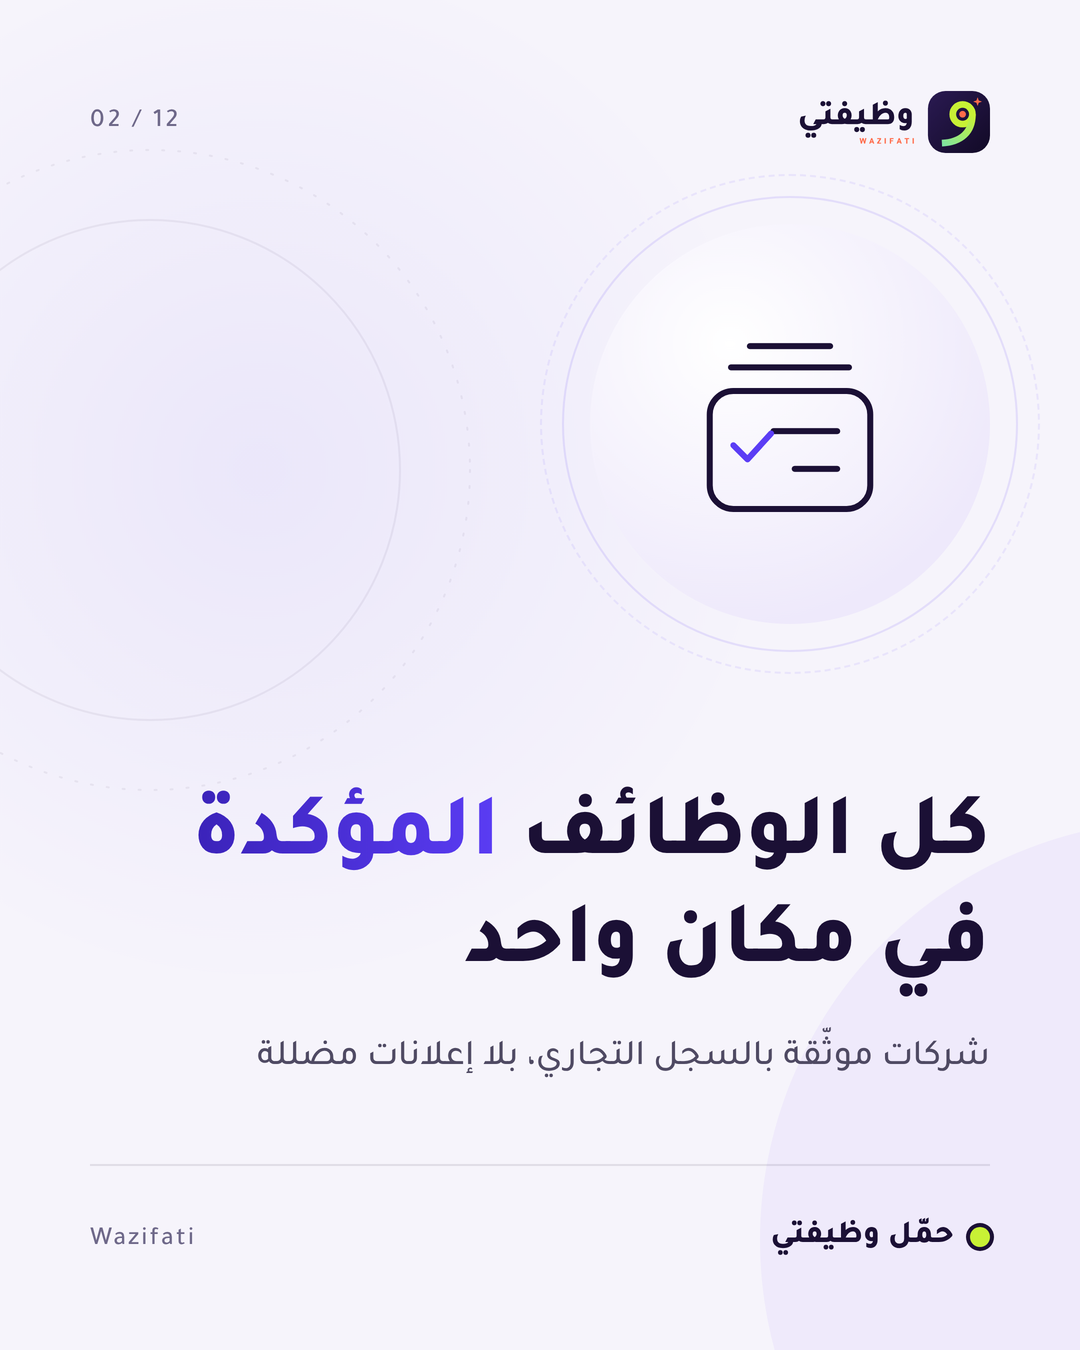 02 / 12
وظيفتي
WAZIFATI
كل الوظائف المؤكدة
في مكان واحد
شركات موثّقة بالسجل التجاري، بلا إعلانات مضللة
حمّل وظيفتي
Wazifati